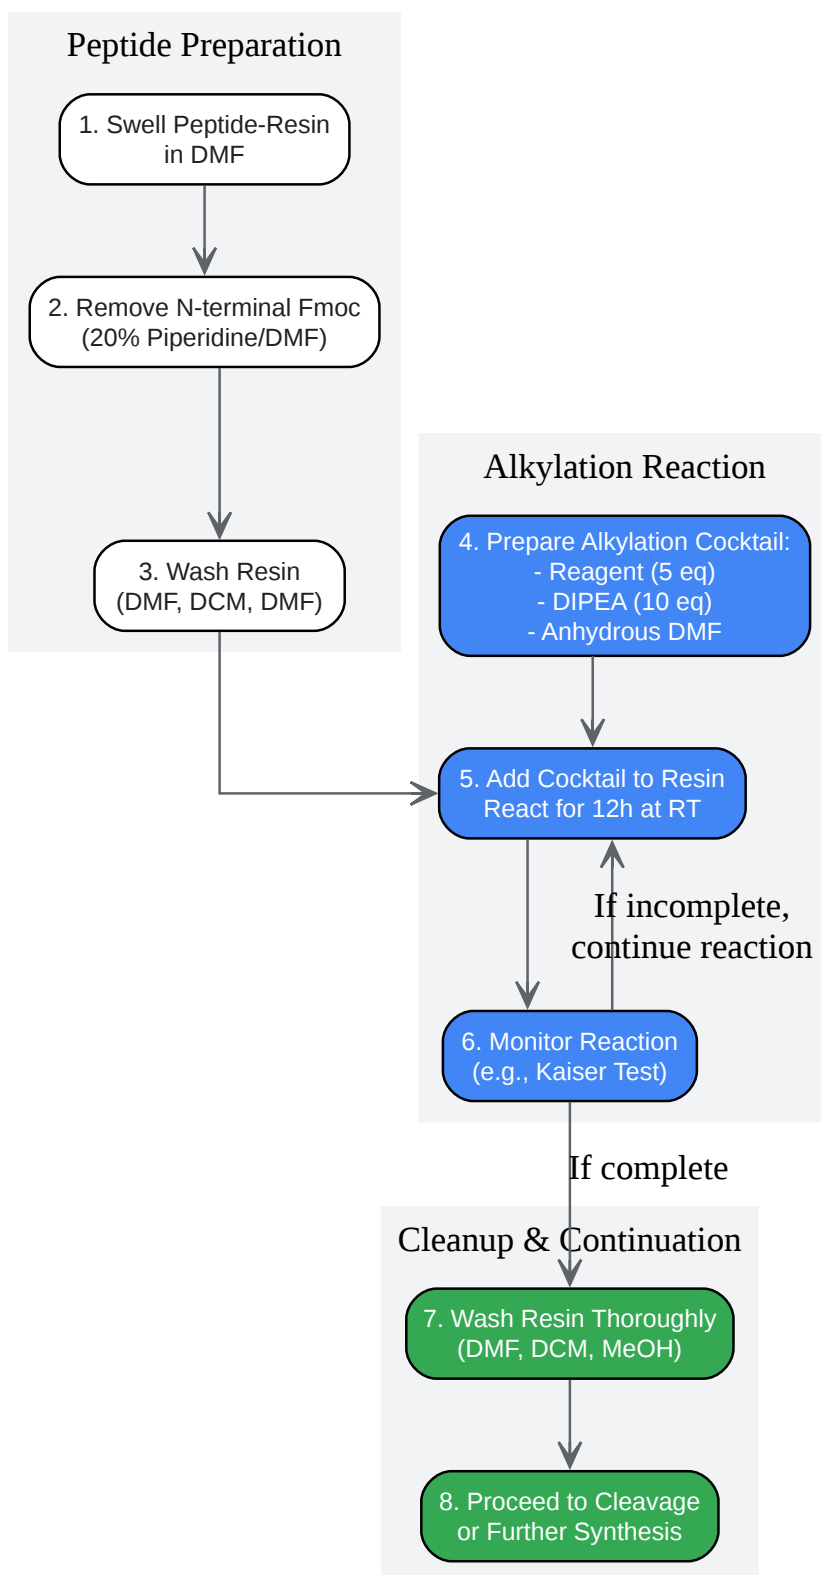 Peptide Preparation
1. Swell Peptide-Resin
in DMF
2. Remove N-terminal Fmoc
(20% Piperidine/DMF)
3. Wash Resin
(DMF, DCM, DMF)
Alkylation Reaction
4. Prepare Alkylation Cocktail:
- Reagent (5 eq)
- DIPEA (10 eq)
- Anhydrous DMF
5. Add Cocktail to Resin
React for 12h at RT
If incomplete,
continue reaction
6. Monitor Reaction
(e.g., Kaiser Test)
If complete
Cleanup & Continuation
7. Wash Resin Thoroughly
(DMF, DCM, MeOH)
8. Proceed to Cleavage
or Further Synthesis